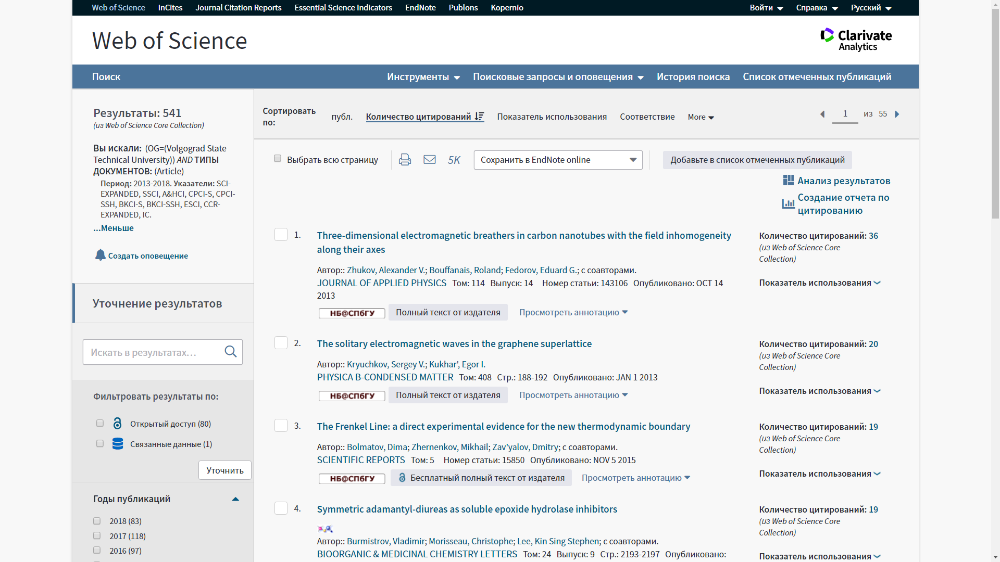 Web of Science InCites Journal Citation Reports Essential Science Indicators EndNote Publons Kopernio Войти Справка Русский
Web of Science
Clarivate
Analytics
Поиск Инструменты Поисковые запросы и оповещения История поиска Список отмеченных публикаций
Результаты: 541
(из Web of Science Core Collection)
Вы искали: (OG=(Volgograd State
Technical University)) AND ТИПЫ
ДОКУМЕНТОВ: (Article)
Период: 2013-2018. Указатели: SCI-
EXPANDED, SSCI, A&HCI, CPCI-S, CPCI-
SSH, BKCI-S, BKCI-SSH, ESCI, CCR-
EXPANDED, IC.
...Меньше
Создать оповещение
Уточнение результатов
Искать в результатах...
Фильтровать результаты по:
Открытый доступ (80)
Связанные данные (1)
Уточнить
Годы публикаций
2018 (83)
2017 (118)
2016 (97)
Сортировать
по:
публ. Количество цитирований Показатель использования Соответствие More
1 из 55
Выбрать всю страницу 5K Сохранить в EndNote online Добавьте в список отмеченных публикаций
Анализ результатов
Создание отчета по
цитированию
1. Three-dimensional electromagnetic breathers in carbon nanotubes with the field inhomogeneity
along their axes
Автор:: Zhukov, Alexander V.; Bouffanais, Roland; Fedorov, Eduard G.; с соавторами.
JOURNAL OF APPLIED PHYSICS Том: 114 Выпуск: 14 Номер статьи: 143106 Опубликовано: OCT 14
2013
НБ@СПбГУ Полный текст от издателя Просмотреть аннотацию
Количество цитирований: 36
(из Web of Science Core
Collection)
Показатель использования
2. The solitary electromagnetic waves in the graphene superlattice
Автор:: Kryuchkov, Sergey V.; Kukhar', Egor I.
PHYSICA B-CONDENSED MATTER Том: 408 Стр.: 188-192 Опубликовано: JAN 1 2013
НБ@СПбГУ Полный текст от издателя Просмотреть аннотацию
Количество цитирований: 20
(из Web of Science Core
Collection)
Показатель использования
3. The Frenkel Line: a direct experimental evidence for the new thermodynamic boundary
Автор:: Bolmatov, Dima; Zhernenkov, Mikhail; Zav'yalov, Dmitry; с соавторами.
SCIENTIFIC REPORTS Том: 5 Номер статьи: 15850 Опубликовано: NOV 5 2015
НБ@СПбГУ Бесплатный полный текст от издателя Просмотреть аннотацию
Количество цитирований: 19
(из Web of Science Core
Collection)
Показатель использования
4. Symmetric adamantyl-diureas as soluble epoxide hydrolase inhibitors
Автор:: Burmistrov, Vladimir; Morisseau, Christophe; Lee, Kin Sing Stephen; с соавторами.
BIOORGANIC & MEDICINAL CHEMISTRY LETTERS Том: 24 Выпуск: 9 Стр.: 2193-2197 Опубликовано:
Количество цитирований: 19
(из Web of Science Core
Collection)
Показатель использования